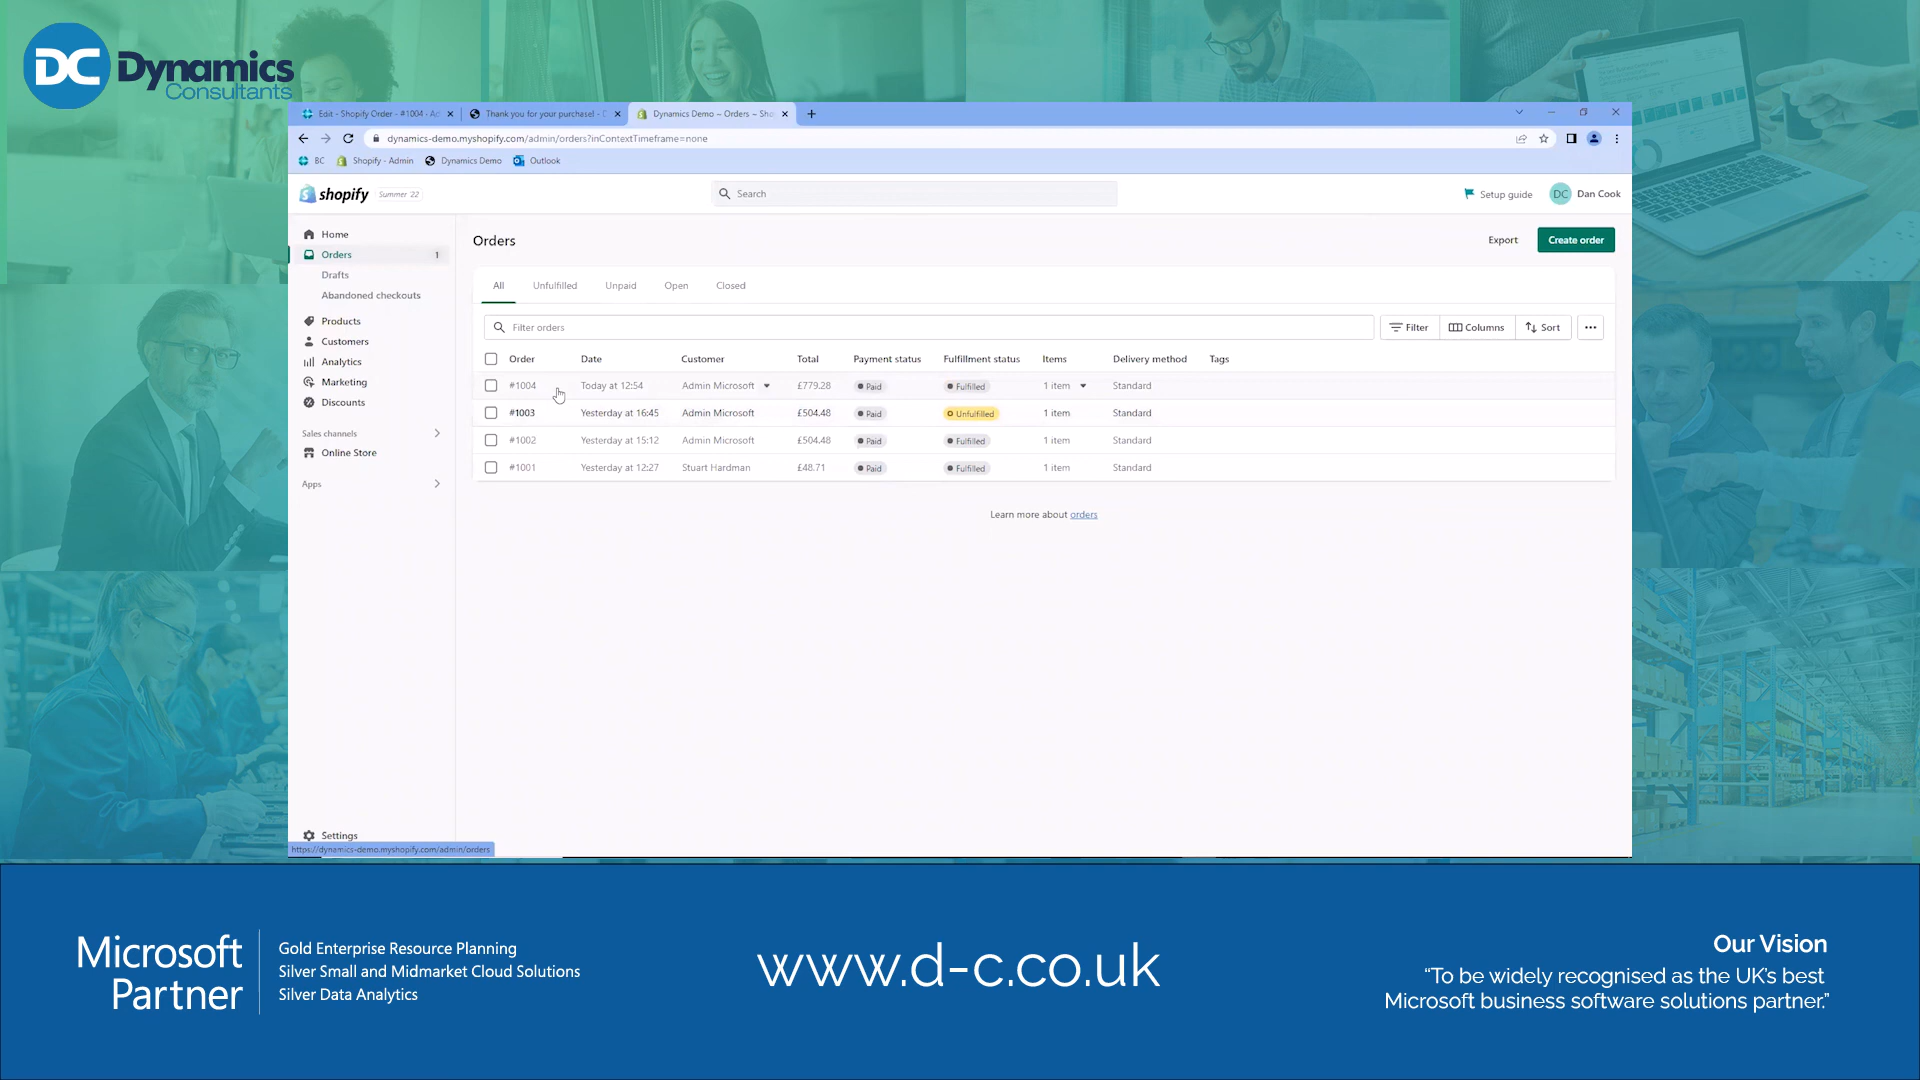 DC Dynamics
Consultants
Edit - Shopify Order - #1004 - Ac
Thank you for your purchase! - C
Dynamics Demo ~ Orders ~ Sho
dynamics-demo.myshopify.com/admin/orders?inContextTimeframe=none
BC
Shopify - Admin
Dynamics Demo
Outlook
shopify
Summer '22
Search
Setup guide
DC
Dan Cook
Home
Orders
1
Drafts
Abandoned checkouts
Products
Customers
Analytics
Marketing
Discounts
Sales channels
Online Store
Apps
Settings
https://dynamics-demo.myshopify.com/admin/orders
Orders
Export
Create order
All
Unfulfilled
Unpaid
Open
Closed
Filter orders
Filter
Columns
Sort
Order Date Customer Total Payment status Fulfillment status Items Delivery method Tags
#1004 Today at 12:54 Admin Microsoft £779.28 Paid Fulfilled 1 item Standard
#1003 Yesterday at 16:45 Admin Microsoft £504.48 Paid Unfulfilled 1 item Standard
#1002 Yesterday at 15:12 Admin Microsoft £504.48 Paid Fulfilled 1 item Standard
#1001 Yesterday at 12:27 Stuart Hardman £48.71 Paid Fulfilled 1 item Standard
Learn more about orders
Microsoft
Partner
Gold Enterprise Resource Planning
Silver Small and Midmarket Cloud Solutions
Silver Data Analytics
www.d-c.co.uk
Our Vision
“To be widely recognised as the UK's best
Microsoft business software solutions partner.”